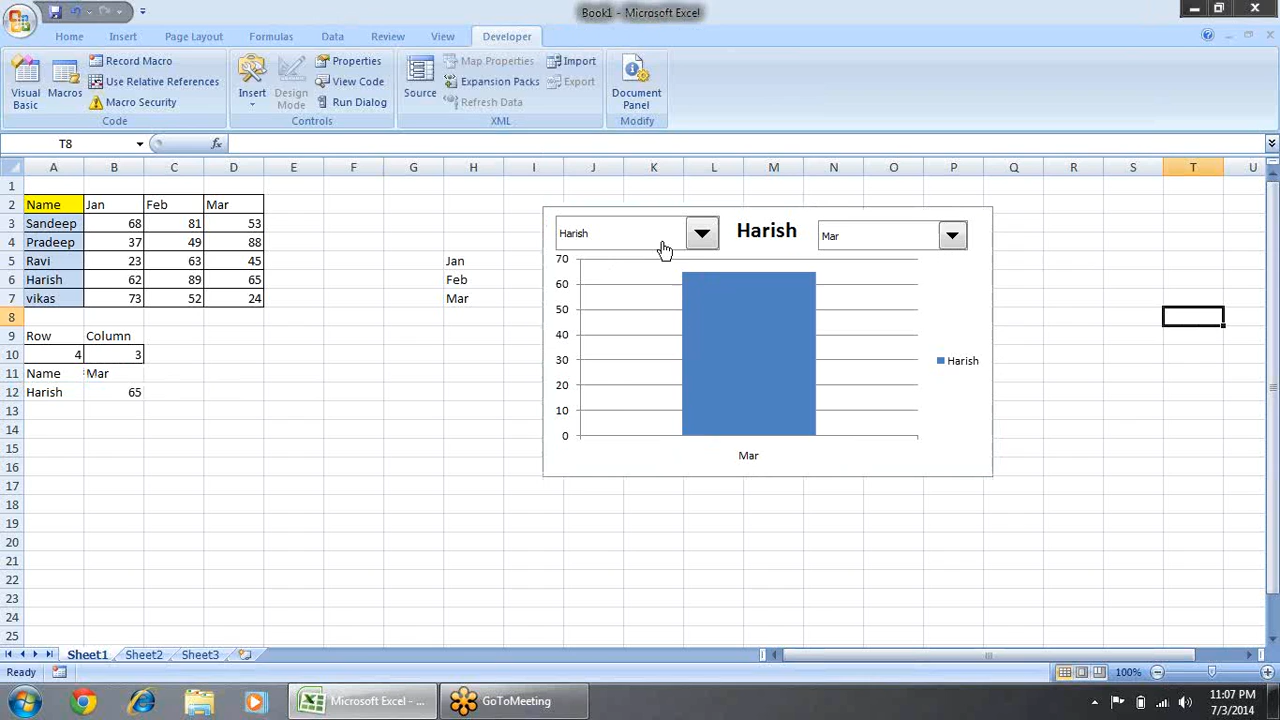 Book1 - Microsoft Excel
Home Insert Page Layout Formulas Data Review View Developer
Visual Basic
Macros
Record Macro
Use Relative References
Macro Security
Code
Insert
Design Mode
Properties
View Code
Run Dialog
Controls
Source
Map Properties
Expansion Packs
Refresh Data
Import
Export
XML
Document Panel
Modify
T8 fx
A B C D E F G H I J K L M N O P Q R S T U
1
2 Name Jan Feb Mar
3 Sandeep 68 81 53
4 Pradeep 37 49 88
5 Ravi 23 63 45 Jan
6 Harish 62 89 65 Feb
7 vikas 73 52 24 Mar
8
9 Row Column
10 4 3
11 Name Mar
12 Harish 65
13
14
15
16
17
18
19
20
21
22
23
24
25
Harish Harish Mar
70
60
50
40
30
20
10
0
Mar
Harish
Sheet1 Sheet2 Sheet3
Ready 100%
Microsoft Excel - ...
GoToMeeting
11:07 PM
7/3/2014